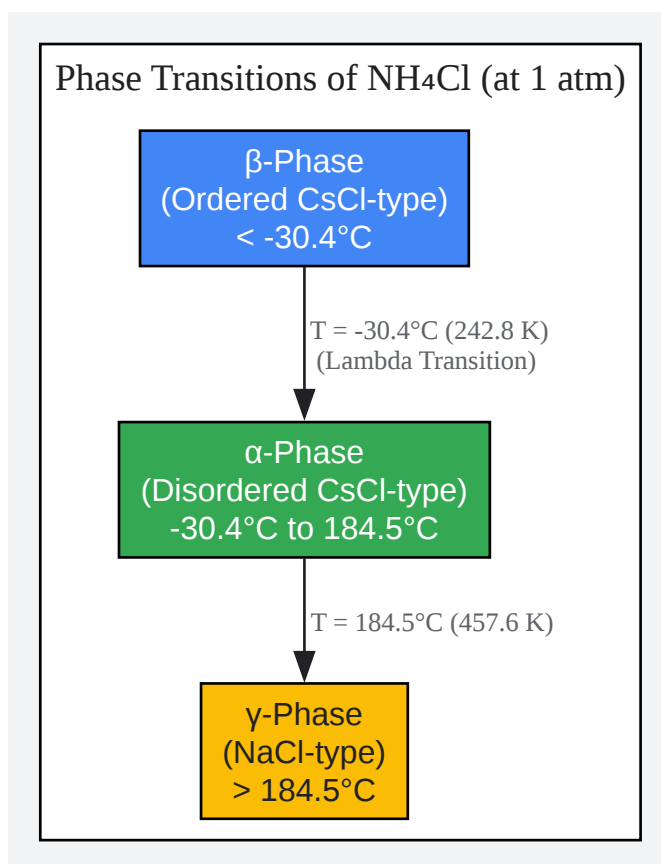 Phase Transitions of NH₄Cl (at 1 atm)
β-Phase
(Ordered CsCl-type)
< -30.4°C
T = -30.4°C (242.8 K)
(Lambda Transition)
α-Phase
(Disordered CsCl-type)
-30.4°C to 184.5°C
T = 184.5°C (457.6 K)
γ-Phase
(NaCl-type)
> 184.5°C